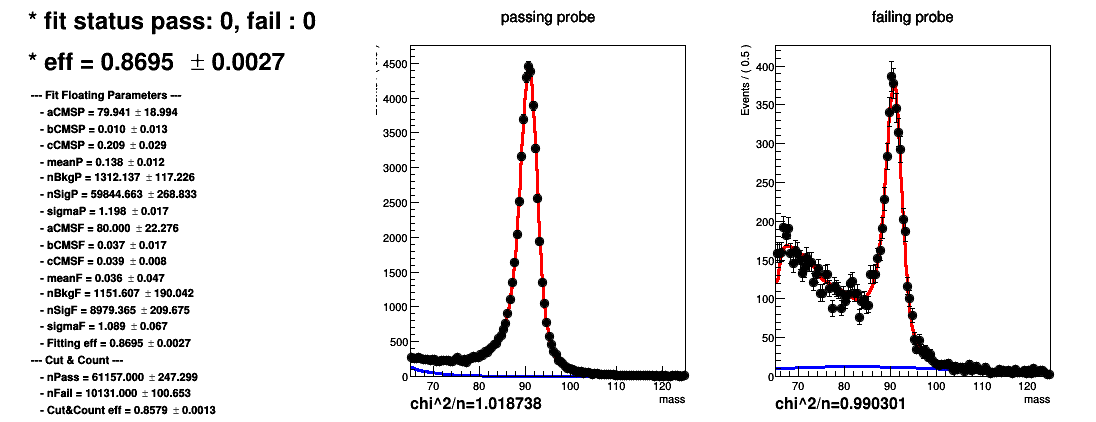 * fit status pass: 0, fail : 0
* eff = 0.8695 ± 0.0027
--- Fit Floating Parameters ---
- aCMSP = 79.941 ± 18.994
- bCMSP = 0.010 ± 0.013
- cCMSP = 0.209 ± 0.029
- meanP = 0.138 ± 0.012
- nBkgP = 1312.137 ± 117.226
- nSigP = 59844.663 ± 268.833
- sigmaP = 1.198 ± 0.017
- aCMSF = 80.000 ± 22.276
- bCMSF = 0.037 ± 0.017
- cCMSF = 0.039 ± 0.008
- meanF = 0.036 ± 0.047
- nBkgF = 1151.607 ± 190.042
- nSigF = 8979.365 ± 209.675
- sigmaF = 1.089 ± 0.067
- Fitting eff = 0.8695 ± 0.0027
--- Cut & Count ---
- nPass = 61157.000 ± 247.299
- nFail = 10131.000 ± 100.653
- Cut&Count eff = 0.8579 ± 0.0013
passing probe
4500
4000
3500
3000
2500
2000
1500
1000
500
0
70 80 90 100 110 120
mass
chi^2/n=1.018738
failing probe
Events / ( 0.5 )
400
350
300
250
200
150
100
50
0
70 80 90 100 110 120
mass
chi^2/n=0.990301